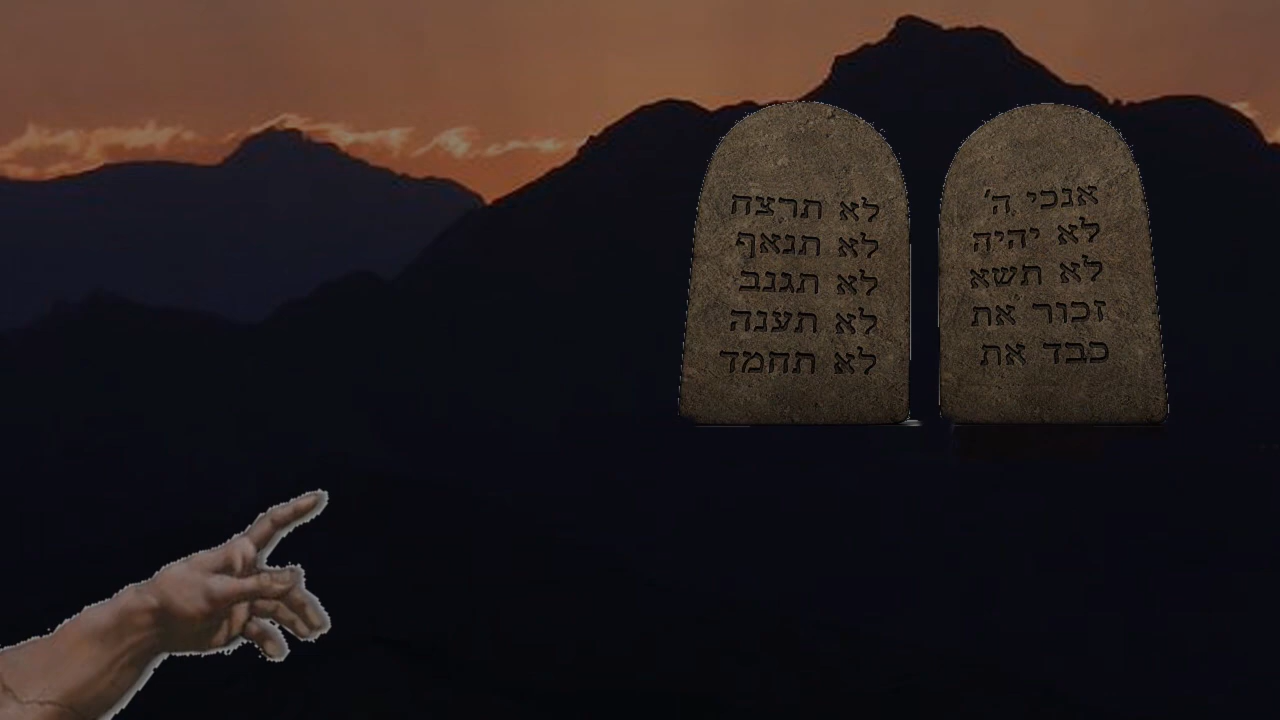 אנכי ה'
לא יהיה
לא תשא
זכור את
כבד את
לא תרצח
לא תנאף
לא תגנב
לא תענה
לא תחמד